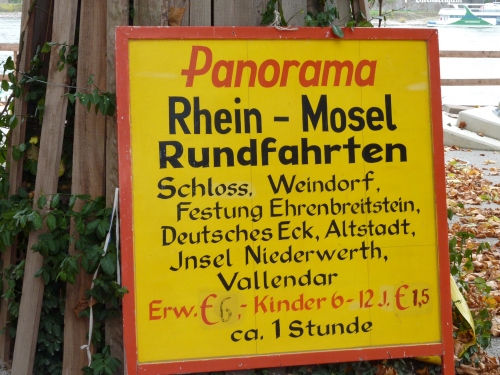 Panorama
Rhein - Mosel
Rundfahrten
Schloss, Weindorf,
Festung Ehrenbreitstein,
Deutsches Eck, Altstadt,
Jnsel Niederwerth,
Vallendar
Erw. € 6,- Kinder 6-12 J. € 1,5
ca. 1 Stunde